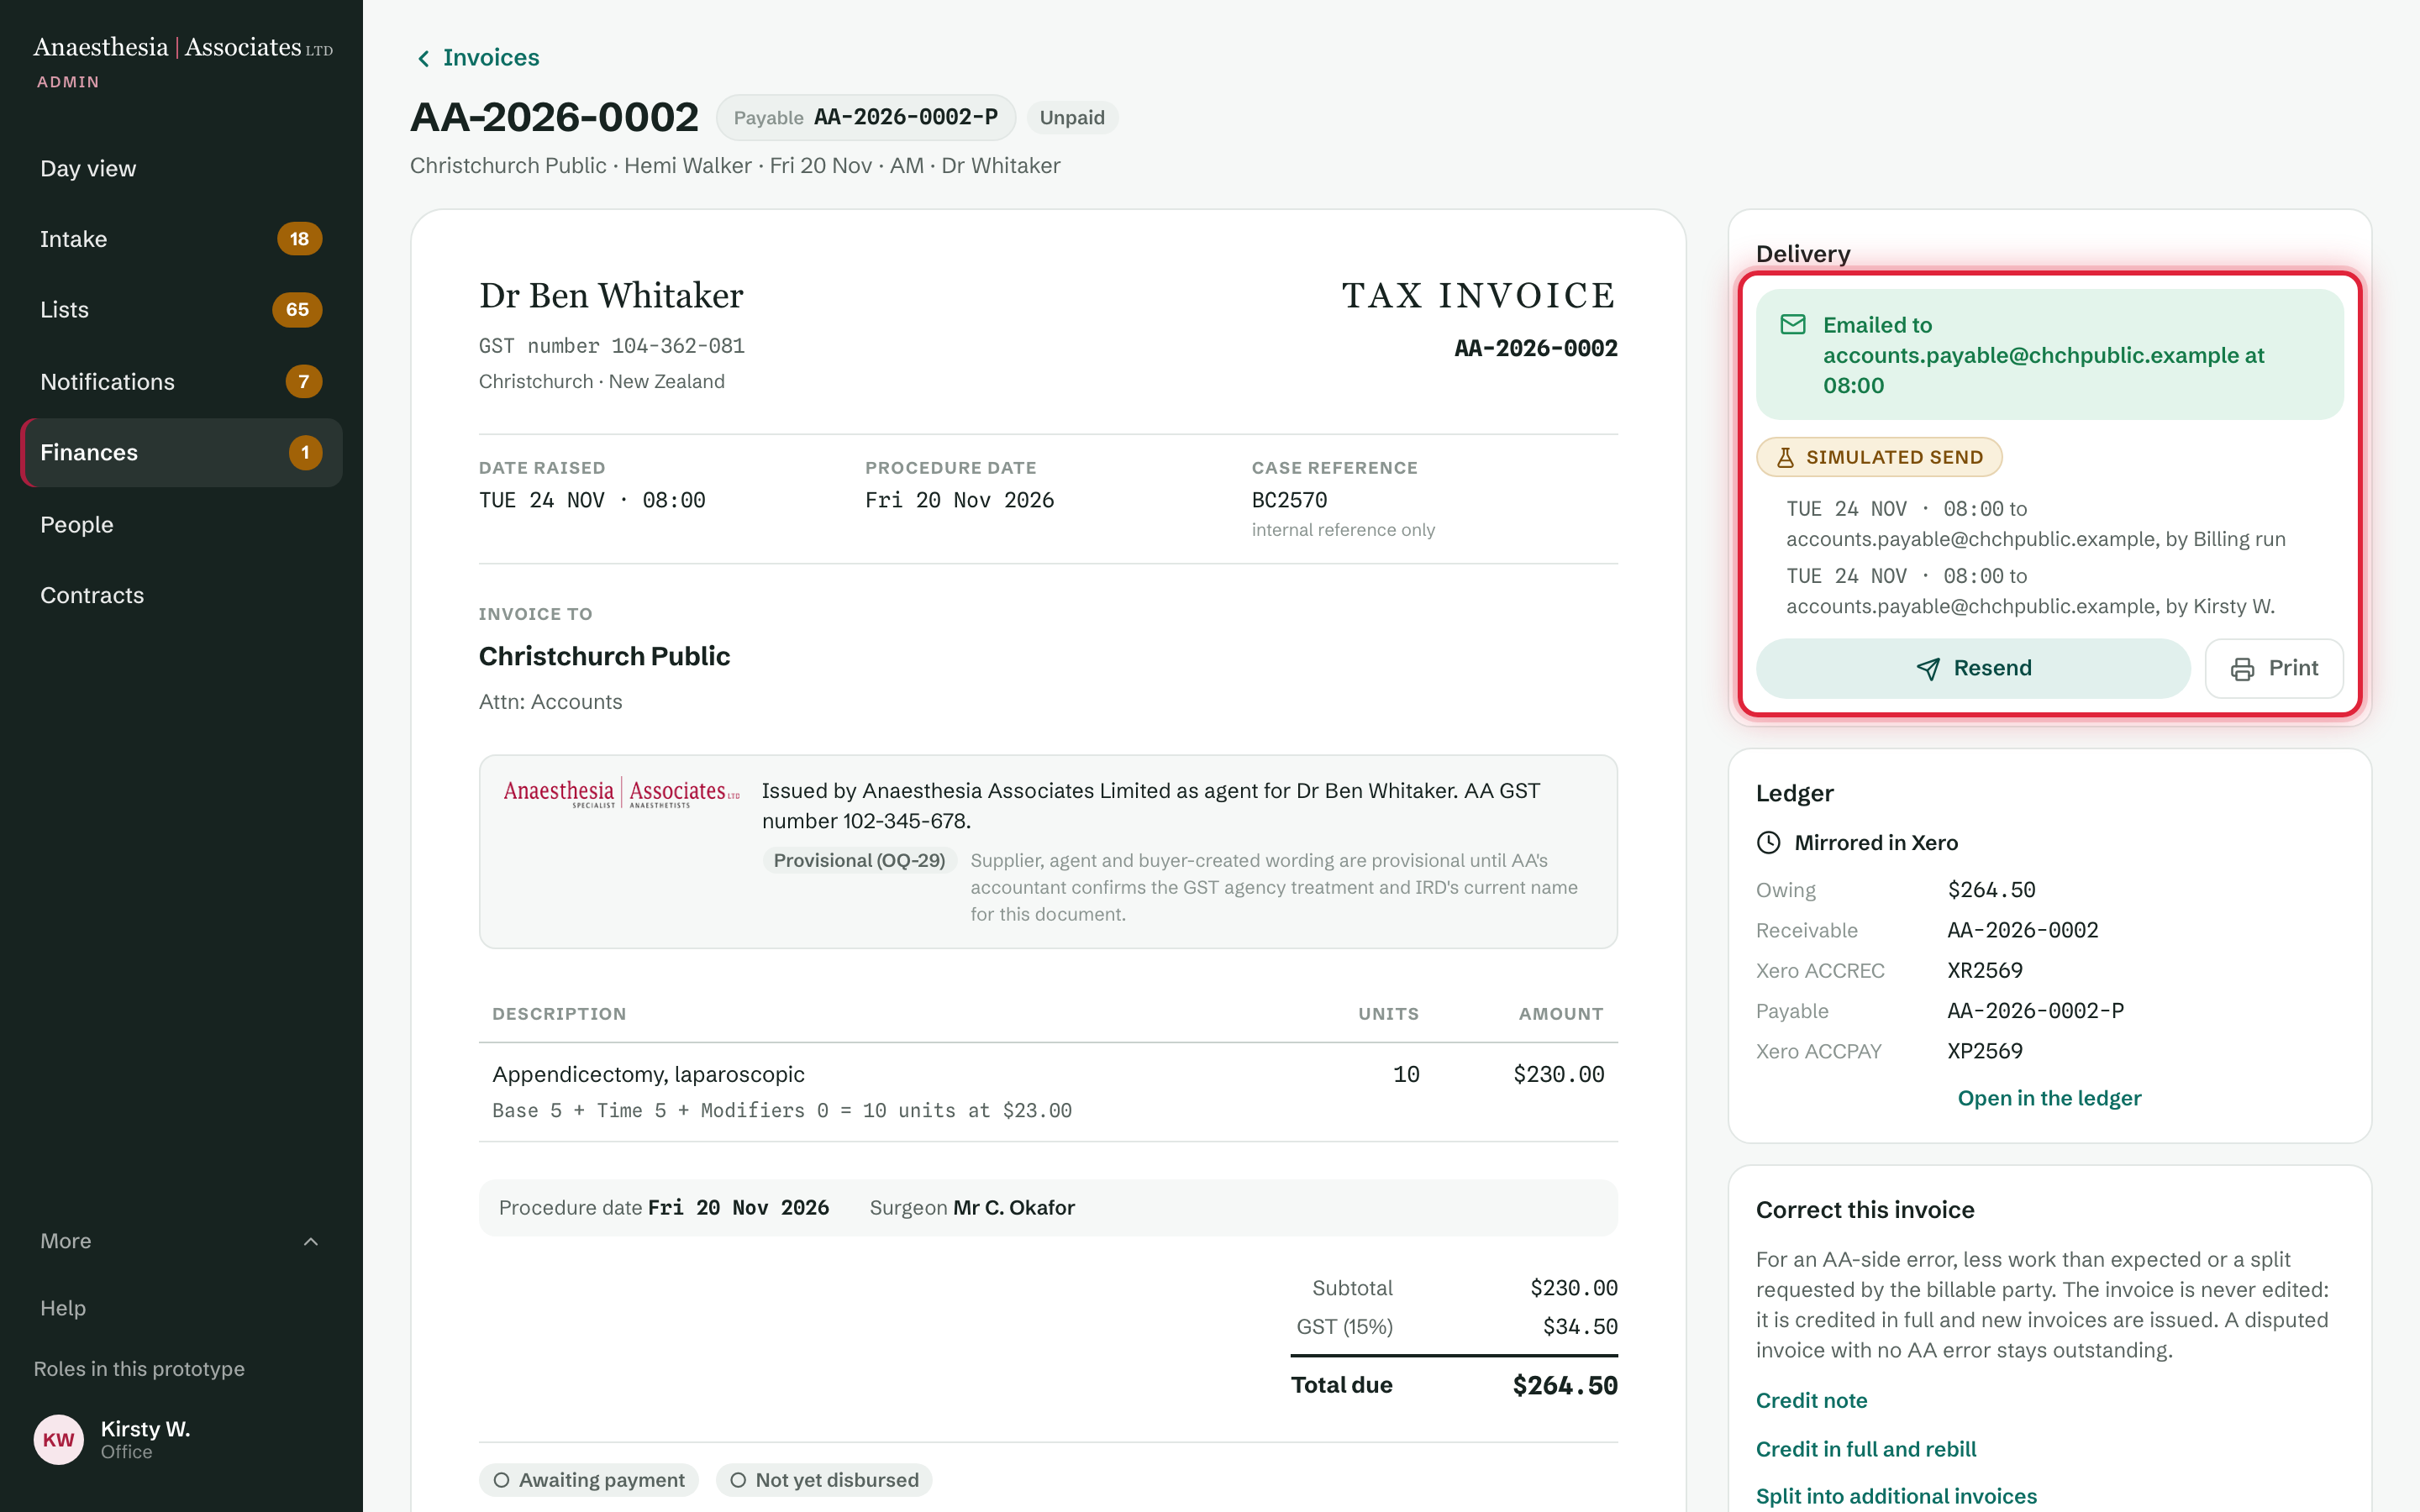 Anaesthesia | Associates LTD
ADMIN
Day view
Intake 18
Lists 65
Notifications 7
Finances 1
People
Contracts
More
Help
Roles in this prototype
KW
Kirsty W.
Office
Invoices
AA-2026-0002 Payable AA-2026-0002-P Unpaid
Christchurch Public · Hemi Walker · Fri 20 Nov · AM · Dr Whitaker
Dr Ben Whitaker
GST number 104-362-081
Christchurch · New Zealand
TAX INVOICE
AA-2026-0002
DATE RAISED
TUE 24 NOV · 08:00
PROCEDURE DATE
Fri 20 Nov 2026
CASE REFERENCE
BC2570
internal reference only
INVOICE TO
Christchurch Public
Attn: Accounts
Anaesthesia | Associates LTD
SPECIALIST ANAESTHETISTS
Issued by Anaesthesia Associates Limited as agent for Dr Ben Whitaker. AA GST
number 102-345-678.
Provisional (OQ-29)
Supplier, agent and buyer-created wording are provisional until AA's
accountant confirms the GST agency treatment and IRD's current name
for this document.
DESCRIPTION UNITS AMOUNT
Appendicectomy, laparoscopic 10 $230.00
Base 5 + Time 5 + Modifiers 0 = 10 units at $23.00
Procedure date Fri 20 Nov 2026 Surgeon Mr C. Okafor
Subtotal $230.00
GST (15%) $34.50
Total due $264.50
Awaiting payment Not yet disbursed
Delivery
Emailed to
accounts.payable@chchpublic.example at
08:00
SIMULATED SEND
TUE 24 NOV · 08:00 to
accounts.payable@chchpublic.example, by Billing run
TUE 24 NOV · 08:00 to
accounts.payable@chchpublic.example, by Kirsty W.
Resend Print
Ledger
Mirrored in Xero
Owing $264.50
Receivable AA-2026-0002
Xero ACCREC XR2569
Payable AA-2026-0002-P
Xero ACCPAY XP2569
Open in the ledger
Correct this invoice
For an AA-side error, less work than expected or a split
requested by the billable party. The invoice is never edited:
it is credited in full and new invoices are issued. A disputed
invoice with no AA error stays outstanding.
Credit note
Credit in full and rebill
Split into additional invoices